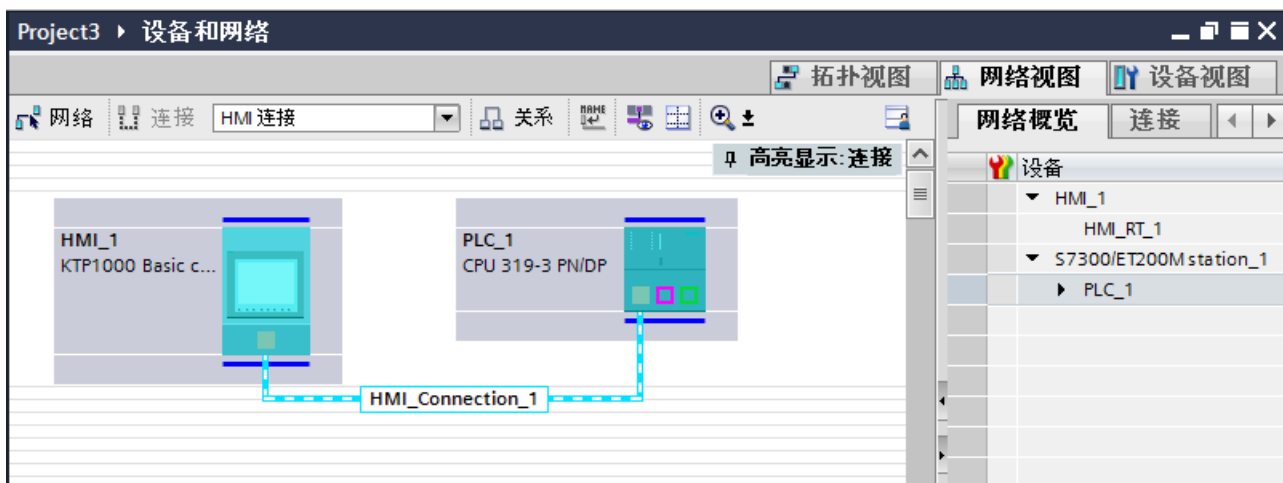 Project3 ▸ 设备和网络
拓扑视图 网络视图 设备视图
网络 连接 HMI 连接 关系 网络概览 连接
高亮显示:连接
设备
HMI_1
HMI_RT_1
S7300/ET200M station_1
PLC_1
HMI_1
KTP1000 Basic c...
PLC_1
CPU 319-3 PN/DP
HMI_Connection_1